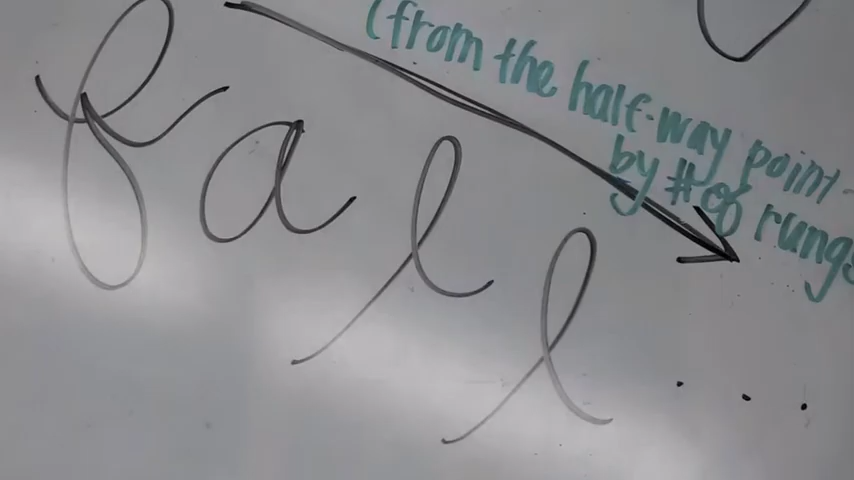 (from the half-way point-
by # of rungs
fall...